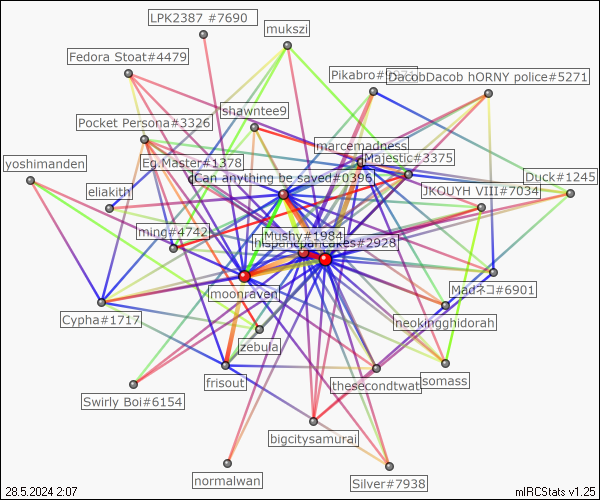 LPK2387 #7690
mukszi
Fedora Stoat#4479
Pikabro#
DacobDacob hORNY police#5271
shawntee9
Pocket Persona#3326
marcemadness
Majestic#3375
yoshimanden
Eg.Master#1378
Can anything be saved#0396
Duck#1245
eliakith
JKOUYH VIII#7034
ming#4742
Mushy#1984
hispanicpancakes#2928
moonraven
Madネコ#6901
Cypha#1717
neokingghidorah
zebula
frisout
thesecondtwat
somass
Swirly Boi#6154
bigcitysamurai
normalwan
Silver#7938
28.5.2024 2:07
mIRCStats v1.25